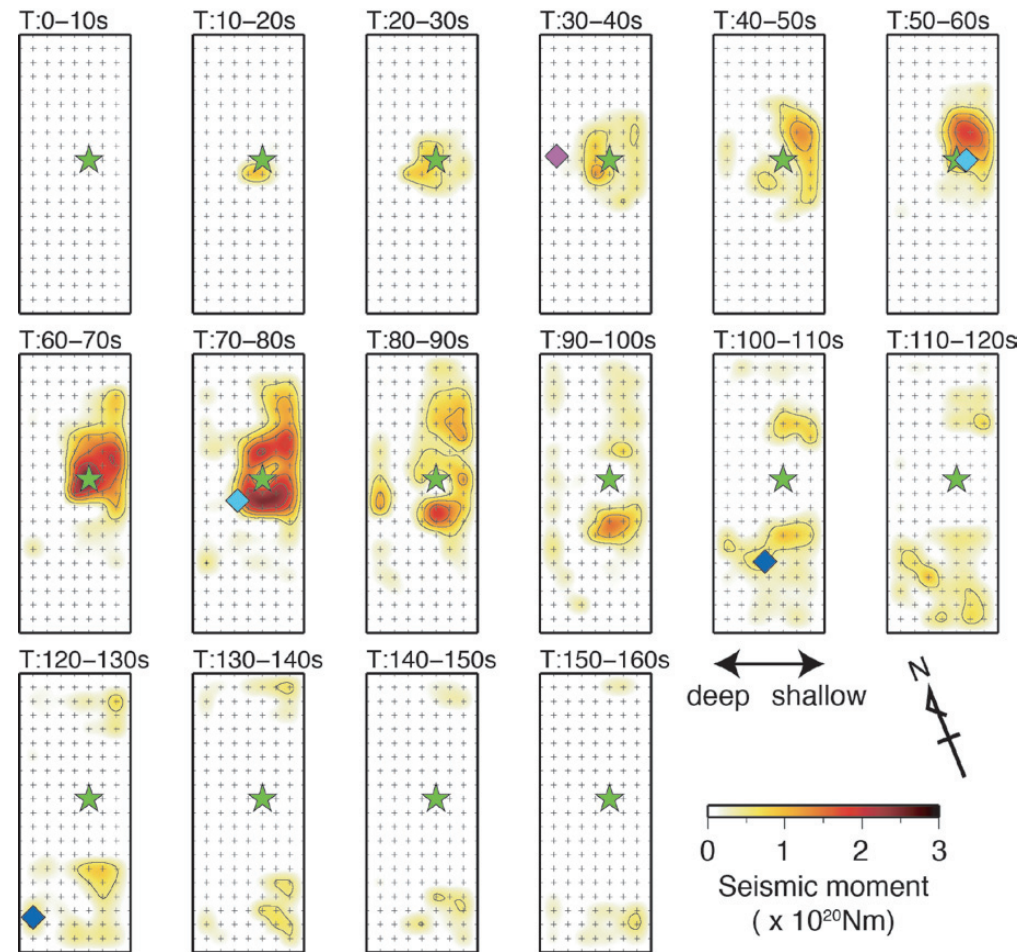 T:0−10s
T:10−20s
T:20−30s
T:30−40s
T:40−50s
T:50−60s
T:60−70s
T:70−80s
T:80−90s
T:90−100s
T:100−110s
T:110−120s
T:120−130s
T:130−140s
T:140−150s
T:150−160s
deep shallow
N
0 1 2 3
Seismic moment
( x 10²⁰Nm)